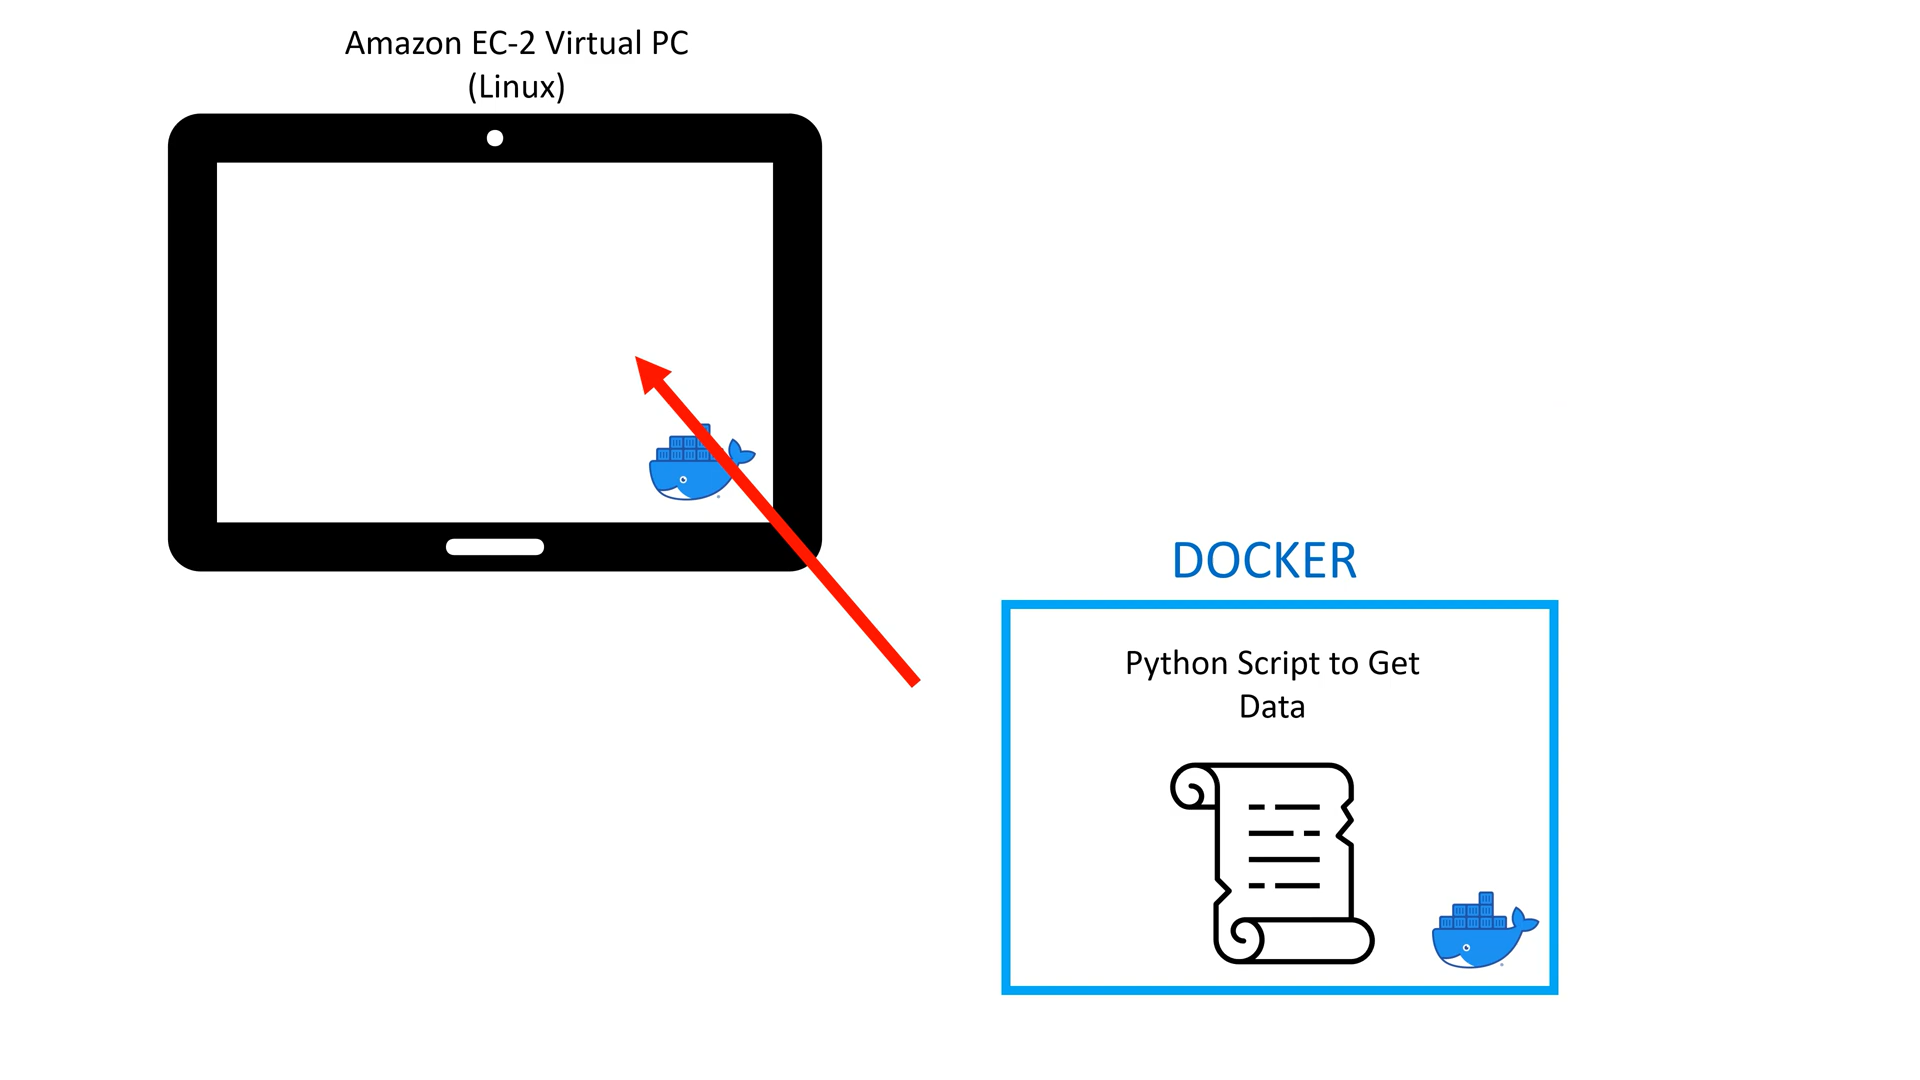 Amazon EC-2 Virtual PC
(Linux)
DOCKER
Python Script to Get
Data